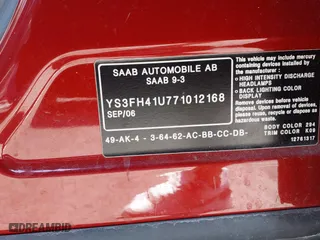 SAAB AUTOMOBILE AB
SAAB 9-3
YS3FH41U771012168
SEP/06
49-AK-4 - 3-64-62-AC-BB-CC-DB-
This vehicle may include mercury
containing devices if installed by
the manufacturer:
• HIGH INTENSITY DISCHARGE
HEADLAMPS
• BACK LIGHTING COLOR
DISPLAY
Remove devices before vehicle
disposal. Upon removal of devices
please reuse, recycle or dispose
as hazardous waste.
BODY COLOR 294
TRIM COLOR K09
12761317
DREAMBID